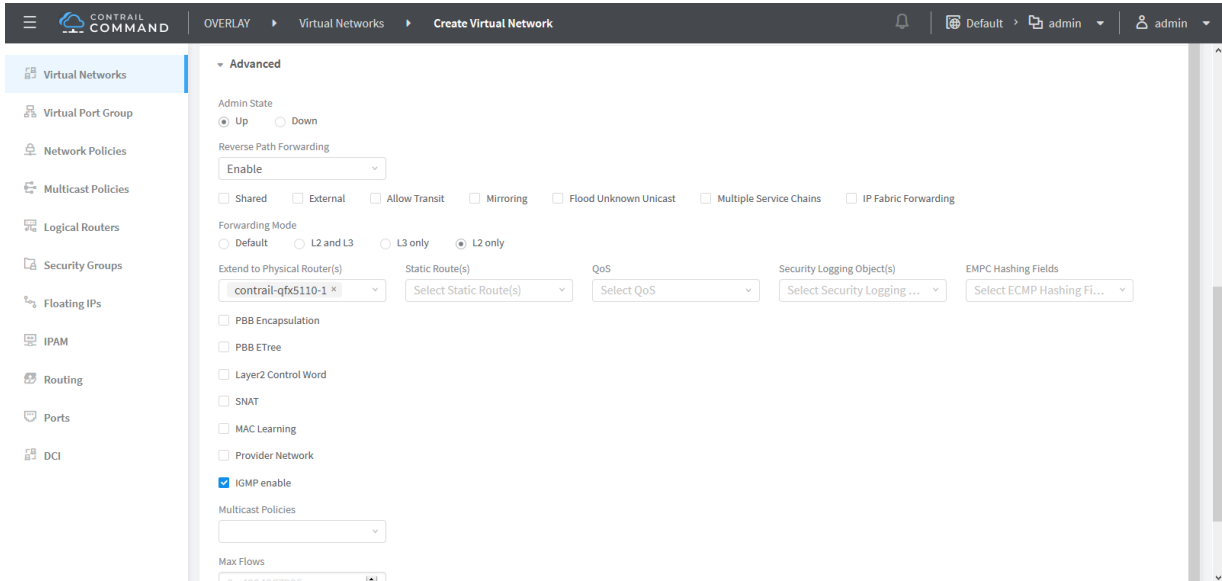 CONTRAIL
COMMAND
OVERLAY Virtual Networks Create Virtual Network Default admin admin
Virtual Networks
Virtual Port Group
Network Policies
Multicast Policies
Logical Routers
Security Groups
Floating IPs
IPAM
Routing
Ports
DCI
Advanced
Admin State
Up Down
Reverse Path Forwarding
Enable
Shared External Allow Transit Mirroring Flood Unknown Unicast Multiple Service Chains IP Fabric Forwarding
Forwarding Mode
Default L2 and L3 L3 only L2 only
Extend to Physical Router(s) Static Route(s) QoS Security Logging Object(s) EMPC Hashing Fields
contrail-qfx5110-1 × Select Static Route(s) Select QoS Select Security Logging ... Select ECMP Hashing Fi...
PBB Encapsulation
PBB ETree
Layer2 Control Word
SNAT
MAC Learning
Provider Network
IGMP enable
Multicast Policies
Max Flows